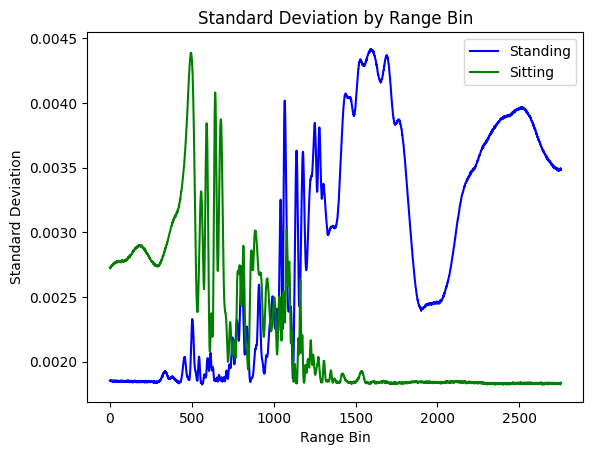 Standard Deviation by Range Bin
Standing
Sitting
Standard Deviation
0.0045
0.0040
0.0035
0.0030
0.0025
0.0020
0
500
1000
1500
2000
2500
Range Bin